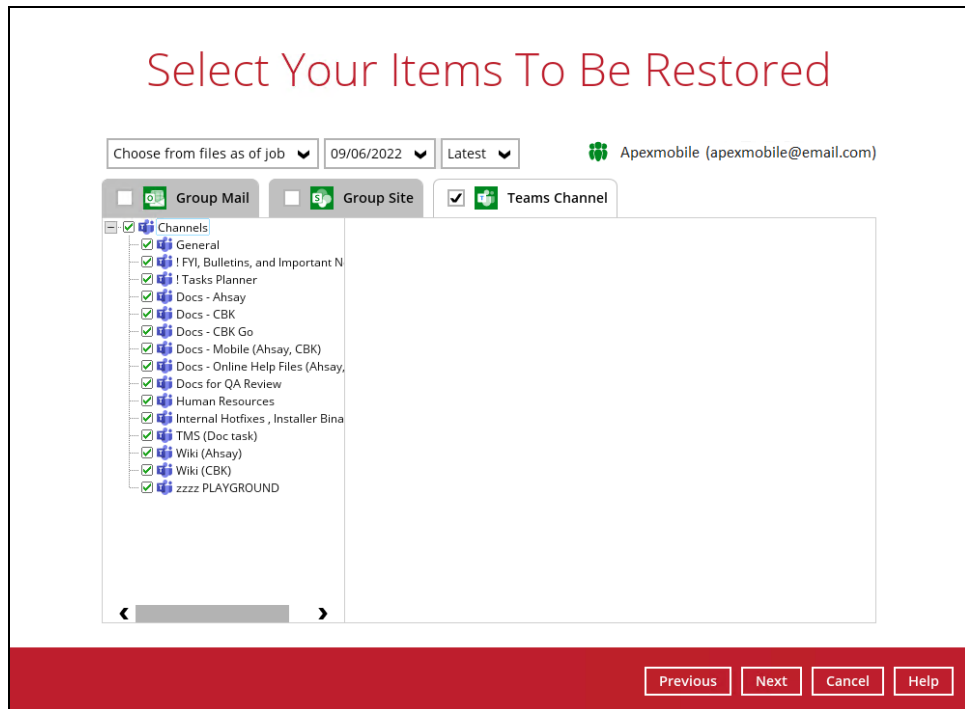 Select Your Items To Be Restored
Choose from files as of job 09/06/2022 Latest Apexmobile (apexmobile@email.com)
Group Mail Group Site Teams Channel
Channels
General
! FYI, Bulletins, and Important N
! Tasks Planner
Docs - Ahsay
Docs - CBK
Docs - CBK Go
Docs - Mobile (Ahsay, CBK)
Docs - Online Help Files (Ahsay,
Docs for QA Review
Human Resources
Internal Hotfixes , Installer Bina
TMS (Doc task)
Wiki (Ahsay)
Wiki (CBK)
zzzz PLAYGROUND
Previous Next Cancel Help